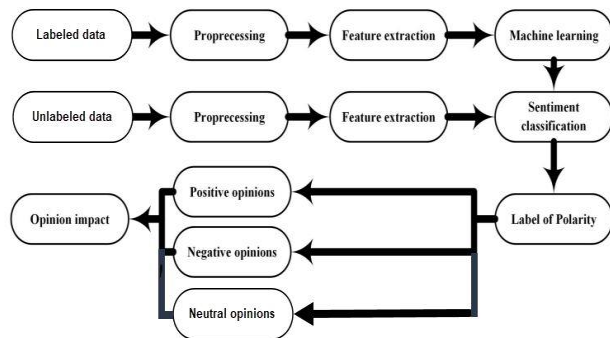 Labeled data
Proprecessing
Feature extraction
Machine learning
Unlabeled data
Proprecessing
Feature extraction
Sentiment
classification
Positive opinions
Opinion impact
Negative opinions
Label of Polarity
Neutral opinions